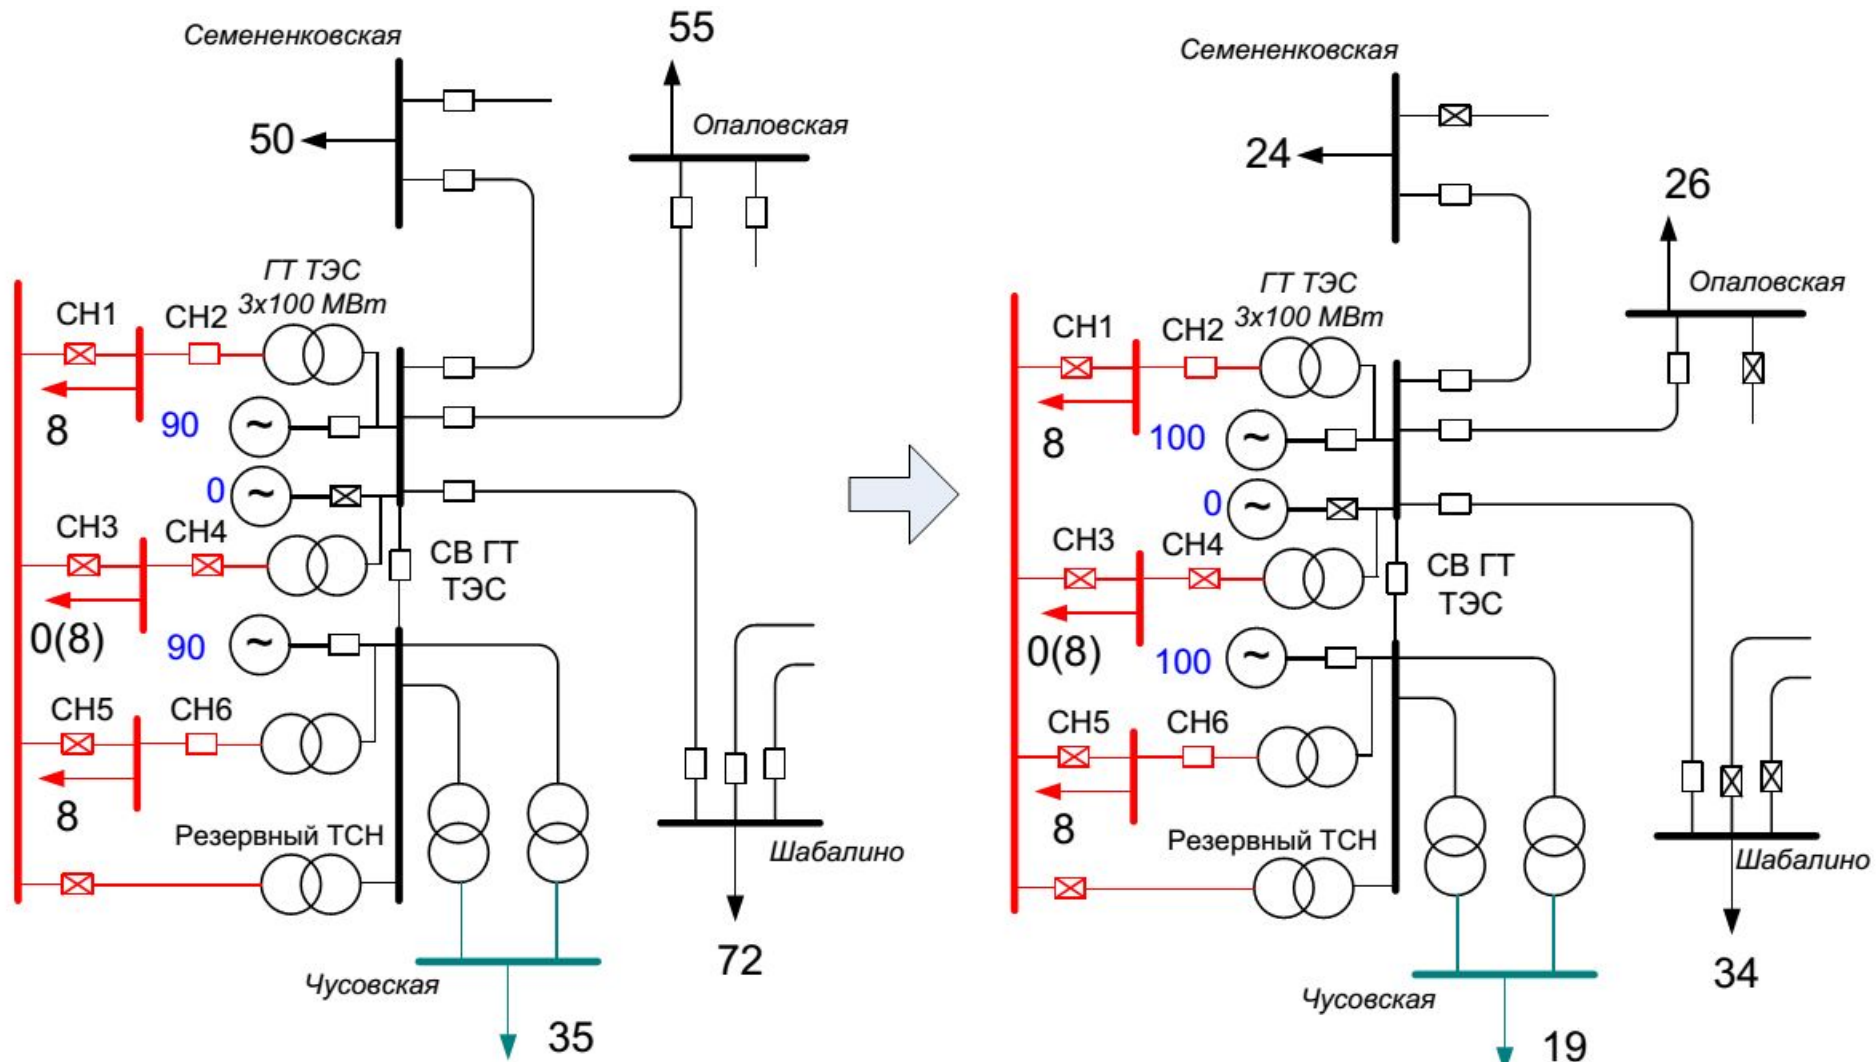 Семененковская
55
Опаловская
50
ГТ ТЭС
3х100 МВт
СН1
СН2
8
90
~
0
~
СН3
СН4
СВ ГТ
ТЭС
0(8)
90
~
СН5
СН6
8
Резервный ТСН
Шабалино
72
Чусовская
35
Семененковская
24
26
Опаловская
ГТ ТЭС
3х100 МВт
СН1
СН2
8
100
~
0
~
СН3
СН4
СВ ГТ
ТЭС
0(8)
100
~
СН5
СН6
8
Резервный ТСН
Шабалино
34
Чусовская
19